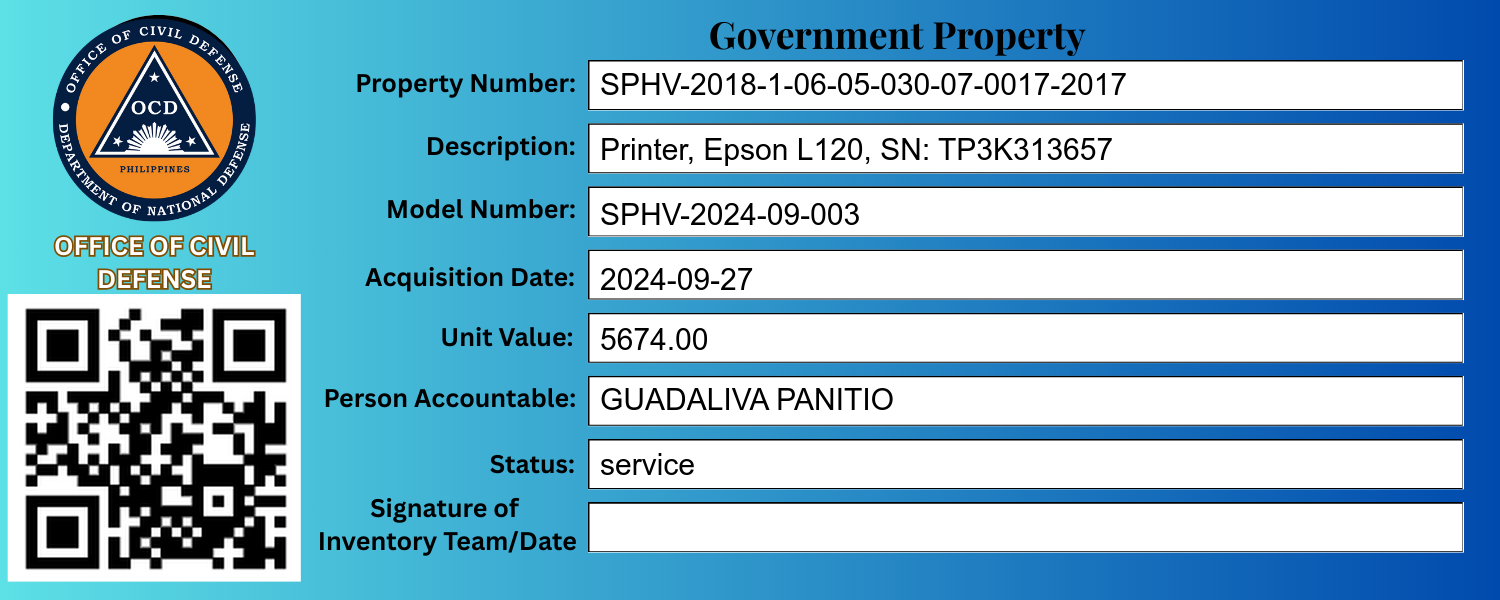 OFFICE OF CIVIL DEFENSE
DEPARTMENT OF NATIONAL DEFENSE
OCD
PHILIPPINES
OFFICE OF CIVIL
DEFENSE
Government Property
Property Number: SPHV-2018-1-06-05-030-07-0017-2017
Description: Printer, Epson L120, SN: TP3K313657
Model Number: SPHV-2024-09-003
Acquisition Date: 2024-09-27
Unit Value: 5674.00
Person Accountable: GUADALIVA PANITIO
Status: service
Signature of
Inventory Team/Date